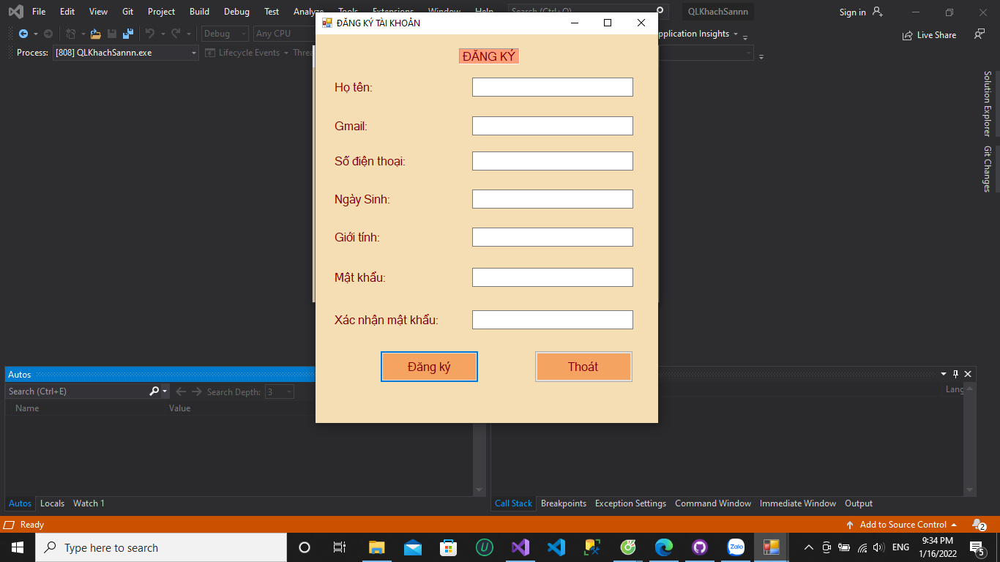 File Edit View Git Project Build Debug Test Analyze Tools Extensions Window Help Search (Ctrl+Q) QLKhachSannn Sign in
Debug Any CPU Application Insights Live Share
Process: [808] QLKhachSannn.exe Lifecycle Events
ĐĂNG KÝ TÀI KHOẢN
ĐĂNG KÝ
Họ tên:
Gmail:
Số điện thoại:
Ngày Sinh:
Giới tính:
Mật khẩu:
Xác nhận mật khẩu:
Đăng ký Thoát
Solution Explorer
Git Changes
Autos
Search (Ctrl+E) Search Depth: 3
Name Value
Lang
Autos Locals Watch 1
Call Stack Breakpoints Exception Settings Command Window Immediate Window Output
Ready Add to Source Control 2
Type here to search
Zalo
ENG
9:34 PM
1/16/2022
5